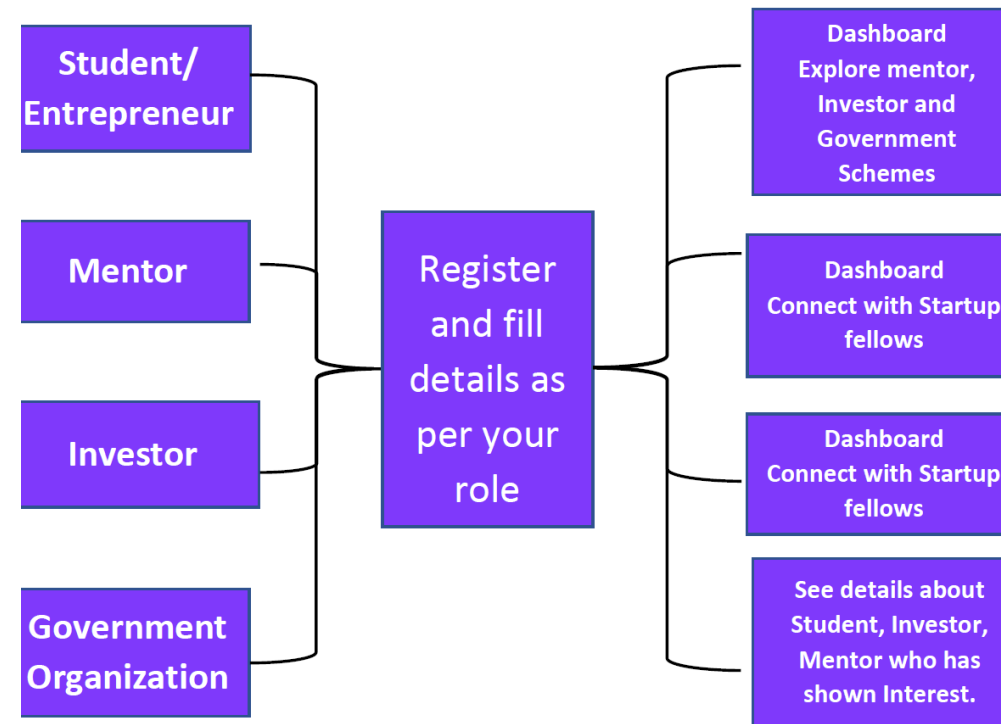 Student/
Entrepreneur
Mentor
Investor
Government
Organization
Register
and fill
details as
per your
role
Dashboard
Explore mentor,
Investor and
Government
Schemes
Dashboard
Connect with Startup
fellows
Dashboard
Connect with Startup
fellows
See details about
Student, Investor,
Mentor who has
shown Interest.